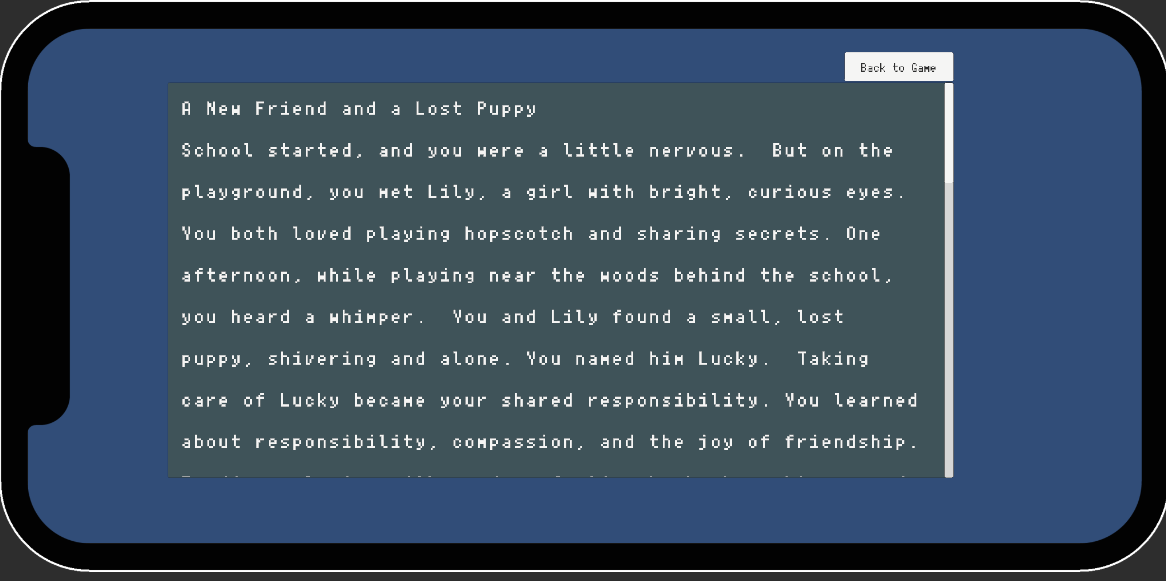 Back to Game
A New Friend and a Lost Puppy
School started, and you were a little nervous.  But on the
playground, you met Lily, a girl with bright, curious eyes.
You both loved playing hopscotch and sharing secrets. One
afternoon, while playing near the woods behind the school,
you heard a whimper.  You and Lily found a small, lost
puppy, shivering and alone. You named him Lucky.  Taking
care of Lucky became your shared responsibility. You learned
about responsibility, compassion, and the joy of friendship.